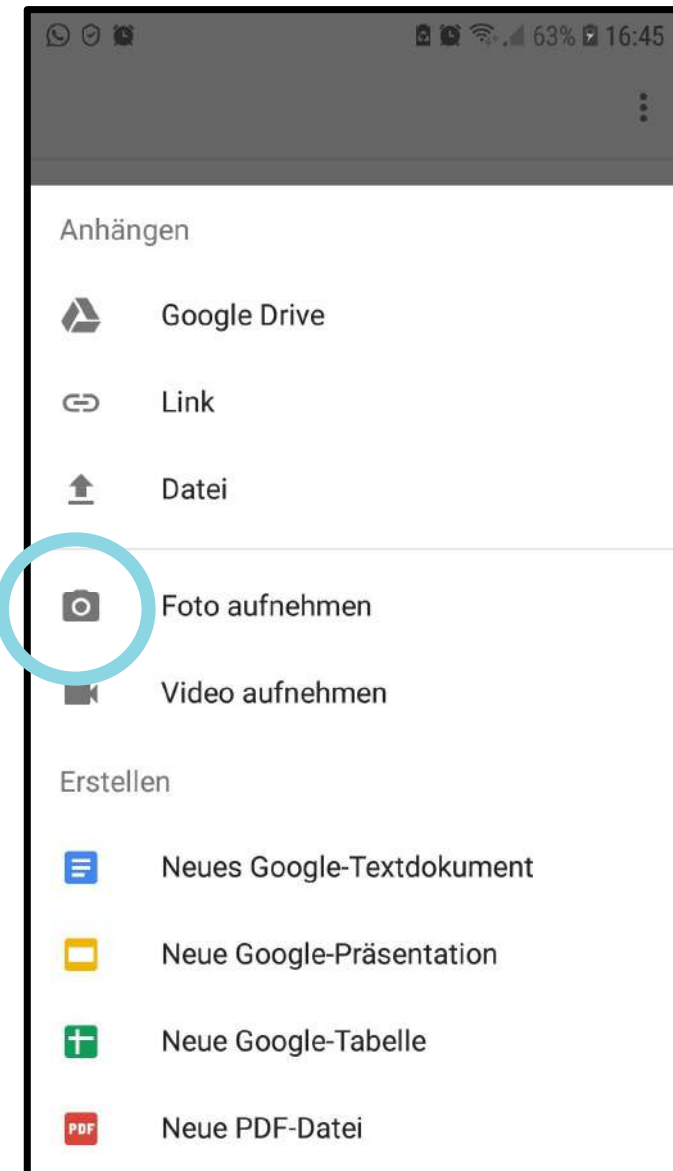 63% 16:45
Anhängen
Google Drive
Link
Datei
Foto aufnehmen
Video aufnehmen
Erstellen
Neues Google-Textdokument
Neue Google-Präsentation
Neue Google-Tabelle
PDF Neue PDF-Datei